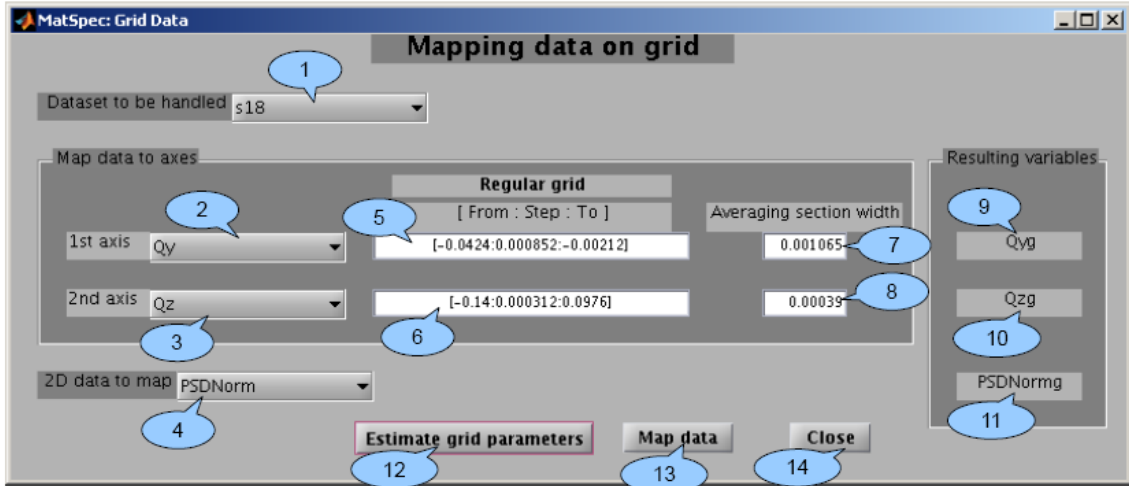 MatSpec: Grid Data
Mapping data on grid
1
Dataset to be handled s18
Map data to axes
Resulting variables
Regular grid
[ From : Step : To ]
Averaging section width
2
5
9
1st axis Qy [-0.0424:0.000852:-0.00212] 0.001065 7 Qyg
2nd axis Qz [-0.14:0.000312:0.0976] 0.00039 8 Qzg
3
6
10
2D data to map PSDNorm
PSDNormg
4
11
Estimate grid parameters Map data Close
12
13
14